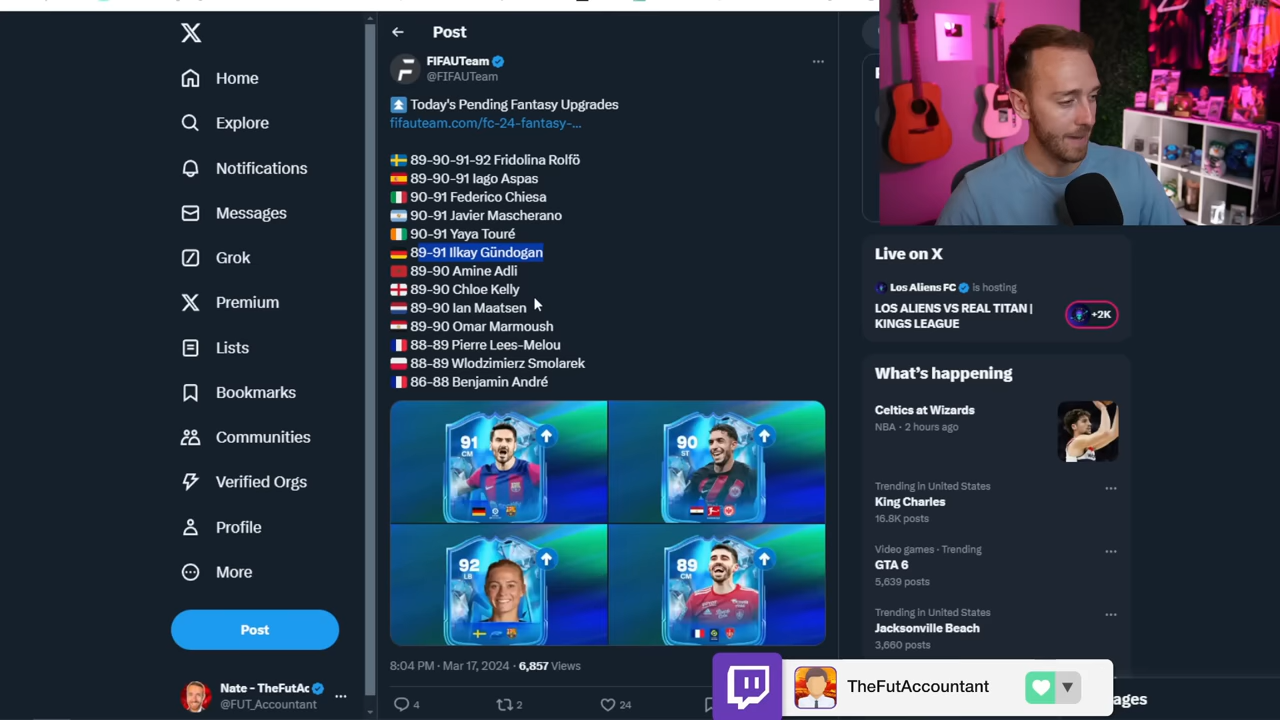 Home
Explore
Notifications
Messages
Grok
Premium
Lists
Bookmarks
Communities
Verified Orgs
Profile
More
Post
Nate - TheFutAc
@FUT_Accountant
Post
FIFAUTeam
@FIFAUTeam
Today's Pending Fantasy Upgrades
fifauteam.com/fc-24-fantasy-...
89-90-91-92 Fridolina Rolfö
89-90-91 Iago Aspas
90-91 Federico Chiesa
90-91 Javier Mascherano
90-91 Yaya Touré
89-91 Ilkay Gündogan
89-90 Amine Adli
89-90 Chloe Kelly
89-90 Ian Maatsen
89-90 Omar Marmoush
88-89 Pierre Lees-Melou
88-89 Wlodzimierz Smolarek
86-88 Benjamin André
91
CM
90
ST
92
LB
89
CM
8:04 PM · Mar 17, 2024 · 6,857 Views
4
2
24
Live on X
Los Aliens FC is hosting
LOS ALIENS VS REAL TITAN |
KINGS LEAGUE
+2K
What's happening
Celtics at Wizards
NBA · 2 hours ago
Trending in United States
King Charles
16.8K posts
Video games · Trending
GTA 6
5,639 posts
Trending in United States
Jacksonville Beach
3,660 posts
TheFutAccountant